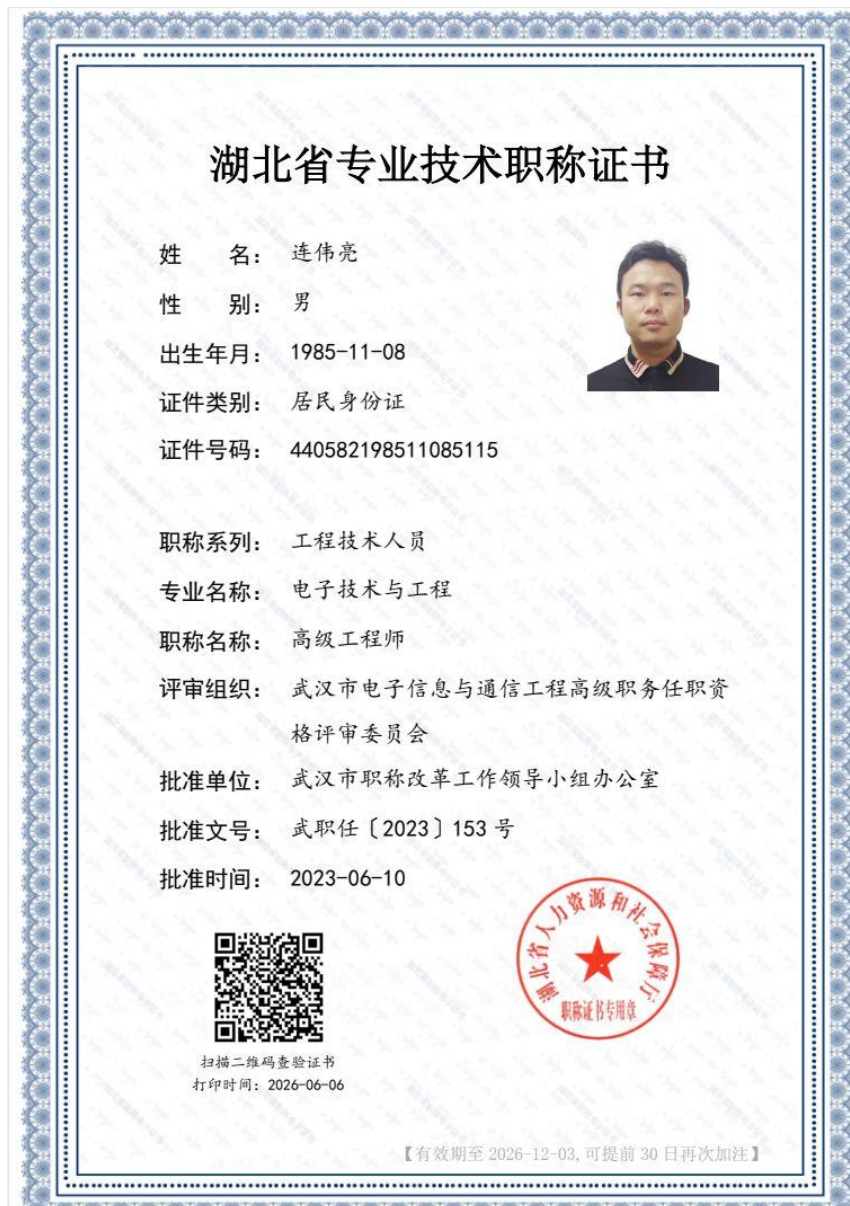 湖北省专业技术职称证书
姓 名： 连伟亮
性 别： 男
出生年月： 1985-11-08
证件类别： 居民身份证
证件号码： 440582198511085115
职称系列： 工程技术人员
专业名称： 电子技术与工程
职称名称： 高级工程师
评审组织： 武汉市电子信息与通信工程高级职务任职资
格评审委员会
批准单位： 武汉市职称改革工作领导小组办公室
批准文号： 武职任〔2023〕153 号
批准时间： 2023-06-10
湖北省人力资源和社会保障厅
职称证书专用章
扫描二维码查验证书
打印时间：2026-06-06
【有效期至 2026-12-03,可提前 30 日再次加注】